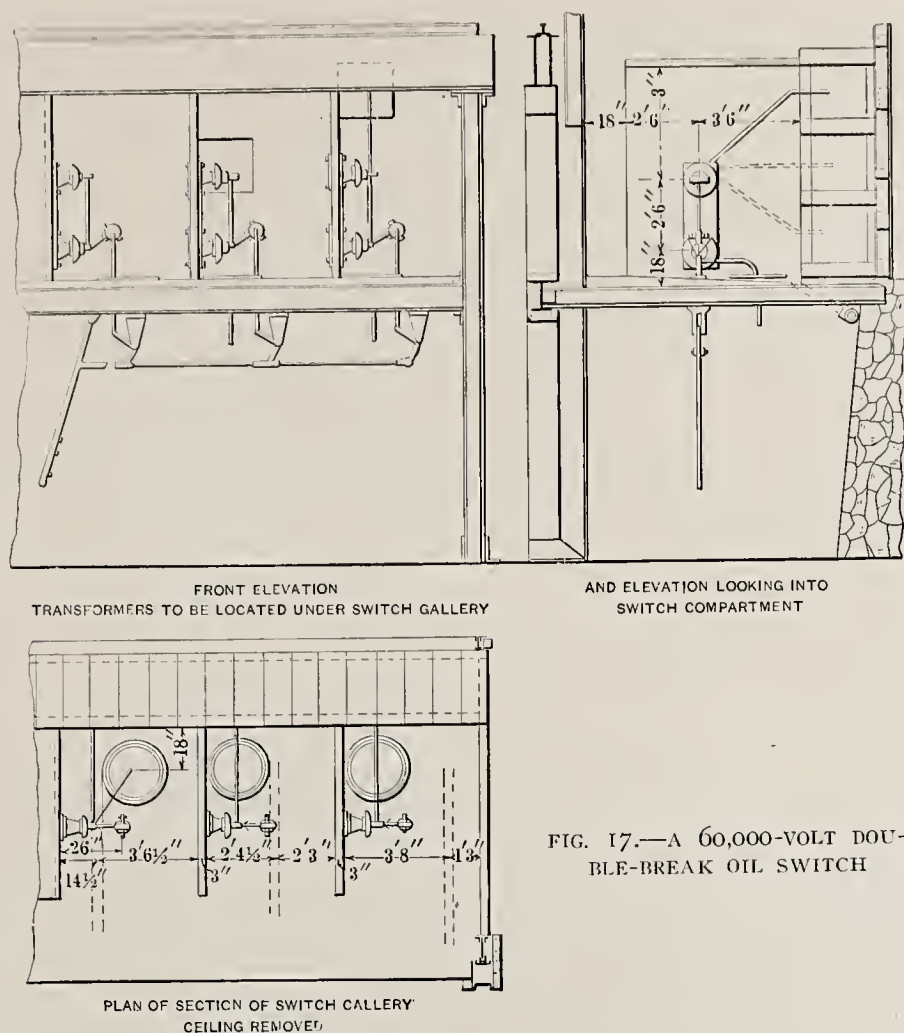 18" 2'6" 3'6"
3"
2'-6"
18"
FRONT ELEVATION
TRANSFORMERS TO BE LOCATED UNDER SWITCH GALLERY
AND ELEVATION LOOKING INTO
SWITCH COMPARTMENT
18"
26" 3'6½" 2'4½" 2'3" 3'-8" 1'3"
14½" 3" 3"
FIG. 17.—A 60,000-VOLT DOU-
BLE-BREAK OIL SWITCH
PLAN OF SECTION OF SWITCH GALLERY
CEILING REMOVED